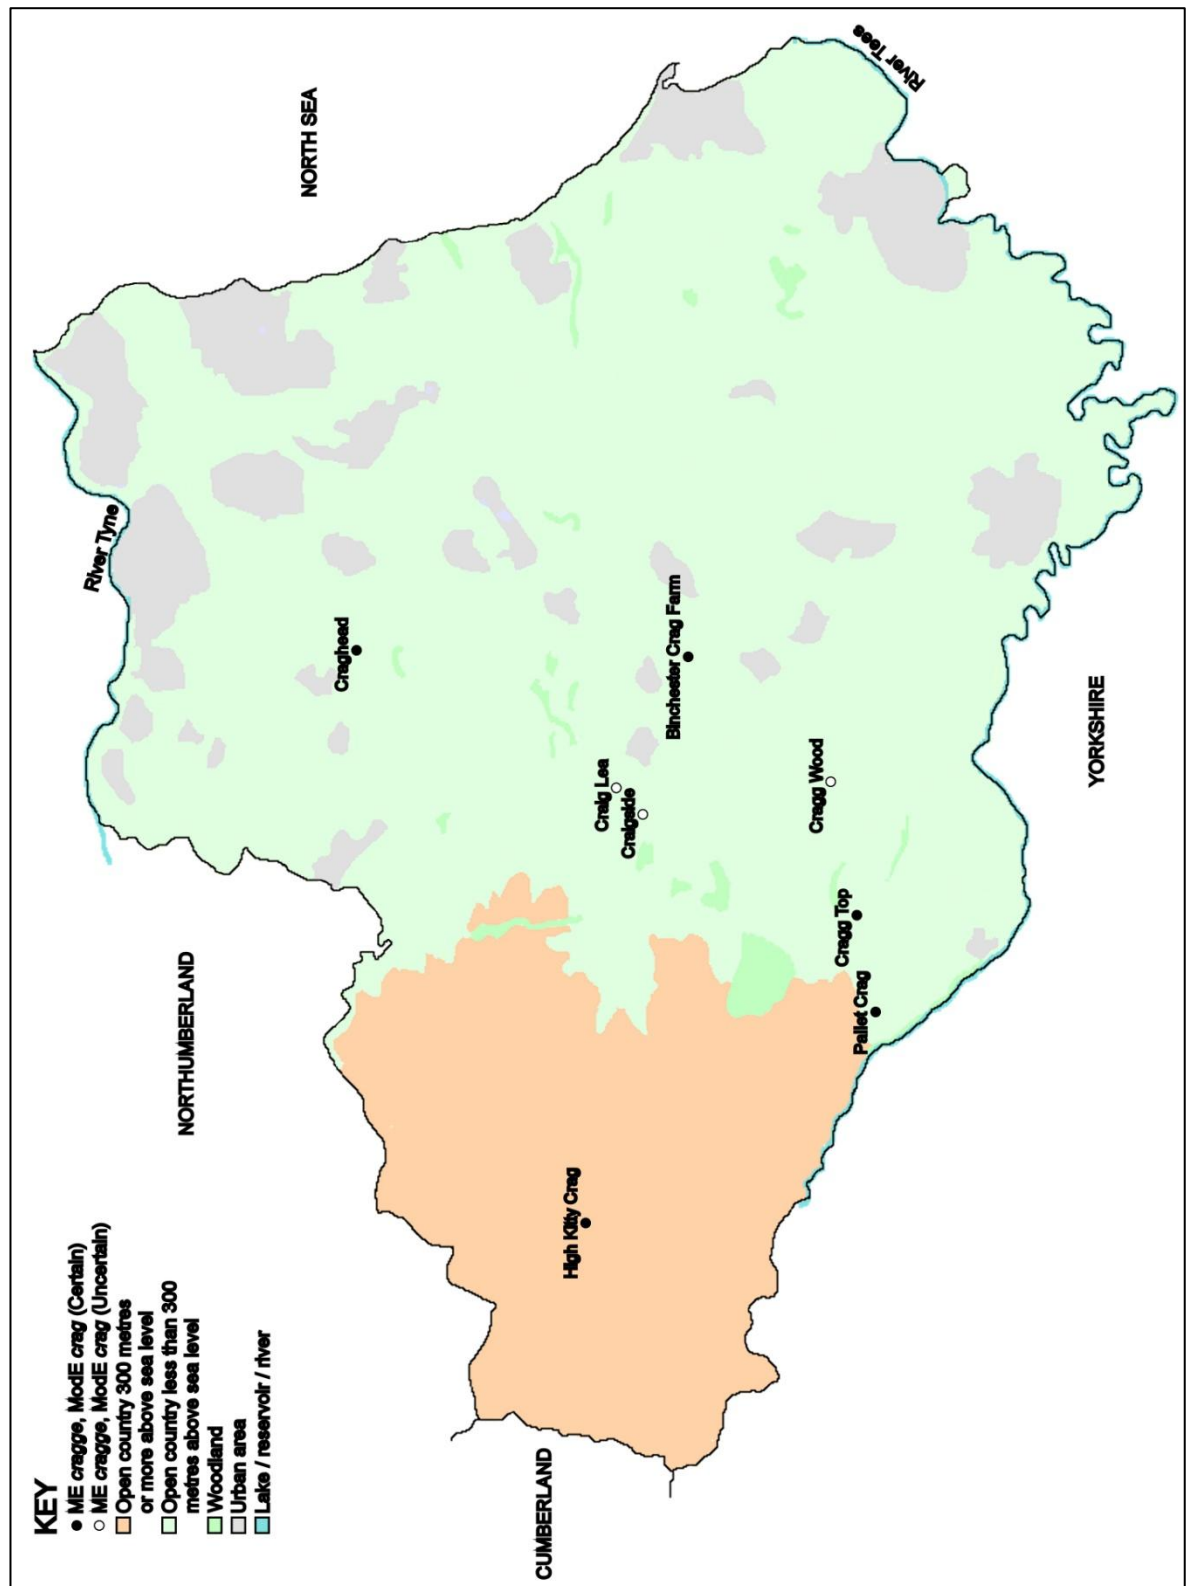 KEY
ME cragge, ModE crag (Certain)
ME cragge, ModE crag (Uncertain)
Open country 300 metres
or more above sea level
Open country less than 300
metres above sea level
Woodland
Urban area
Lake / reservoir / river
CUMBERLAND
NORTHUMBERLAND
NORTH SEA
YORKSHIRE
River Tyne
River Tees
Craghead
Binchester Crag Farm
Craig Lea
Craigside
Cragg Wood
Cragg Top
Pallet Crag
High Kitty Crag